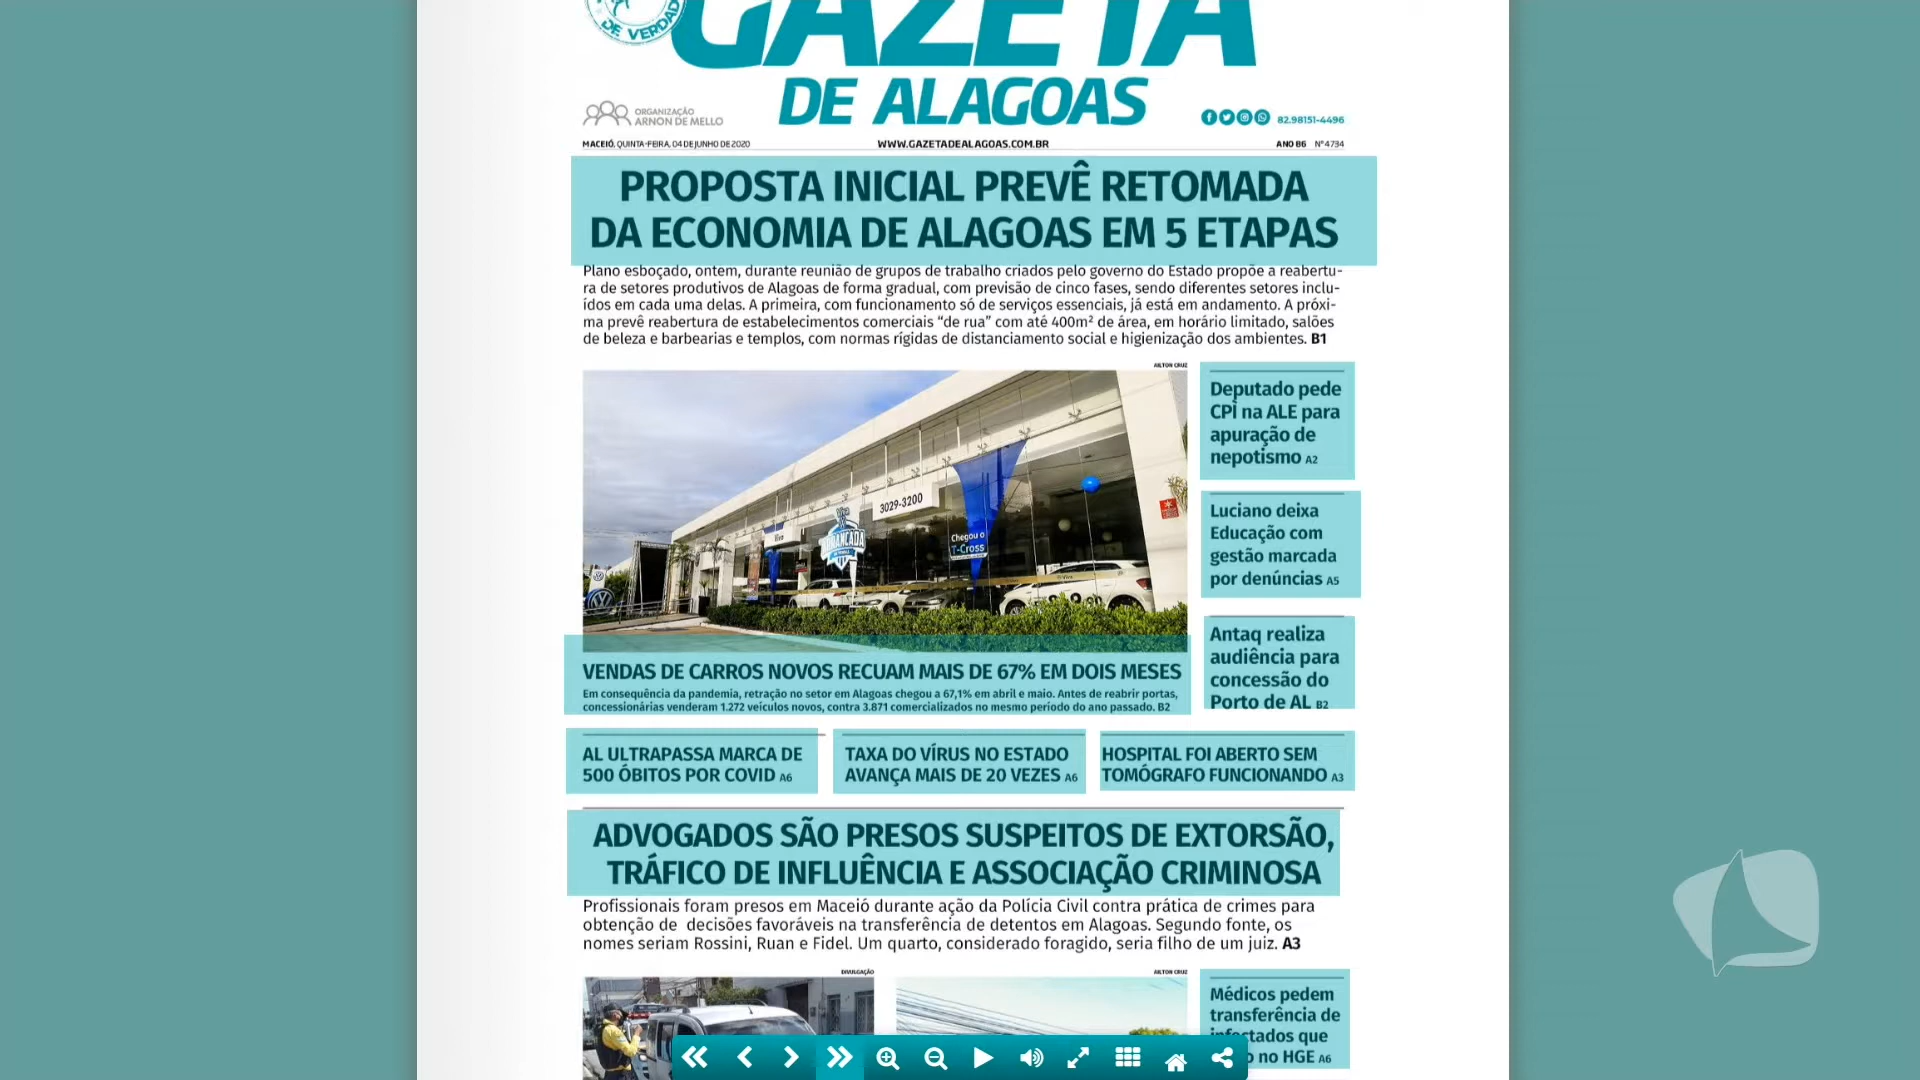 DE VERDAD
GAZETA
DE ALAGOAS
ORGANIZAÇÃO
ARNON DE MELLO
82.98151-4496
MACEIÓ, QUINTA-FEIRA, 04 DE JUNHO DE 2020
WWW.GAZETADEALAGOAS.COM.BR
ANO 86 Nº 4734
PROPOSTA INICIAL PREVÊ RETOMADA
DA ECONOMIA DE ALAGOAS EM 5 ETAPAS
Plano esboçado, ontem, durante reunião de grupos de trabalho criados pelo governo do Estado propõe a reabertu-
ra de setores produtivos de Alagoas de forma gradual, com previsão de cinco fases, sendo diferentes setores inclu-
ídos em cada uma delas. A primeira, com funcionamento só de serviços essenciais, já está em andamento. A próxi-
ma prevê reabertura de estabelecimentos comerciais “de rua” com até 400m² de área, em horário limitado, salões
de beleza e barbearias e templos, com normas rígidas de distanciamento social e higienização dos ambientes. B1
AILTON CRUZ
3029-3200
Viva
ARRANCADA
Chegou o
T-Cross
VENDAS DE CARROS NOVOS RECUAM MAIS DE 67% EM DOIS MESES
Em consequência da pandemia, retração no setor em Alagoas chegou a 67,1% em abril e maio. Antes de reabrir portas,
concessionárias venderam 1.272 veículos novos, contra 3.871 comercializados no mesmo período do ano passado. B2
Deputado pede
CPI na ALE para
apuração de
nepotismo A2
Luciano deixa
Educação com
gestão marcada
por denúncias A5
Antaq realiza
audiência para
concessão do
Porto de AL B2
AL ULTRAPASSA MARCA DE
500 ÓBITOS POR COVID A6
TAXA DO VÍRUS NO ESTADO
AVANÇA MAIS DE 20 VEZES A6
HOSPITAL FOI ABERTO SEM
TOMÓGRAFO FUNCIONANDO A3
ADVOGADOS SÃO PRESOS SUSPEITOS DE EXTORSÃO,
TRÁFICO DE INFLUÊNCIA E ASSOCIAÇÃO CRIMINOSA
Profissionais foram presos em Maceió durante ação da Polícia Civil contra prática de crimes para
obtenção de decisões favoráveis na transferência de detentos em Alagoas. Segundo fonte, os
nomes seriam Rossini, Ruan e Fidel. Um quarto, considerado foragido, seria filho de um juiz. A3
DIVULGAÇÃO
AILTON CRUZ
Médicos pedem
transferência de
infectados que
no HGE A6